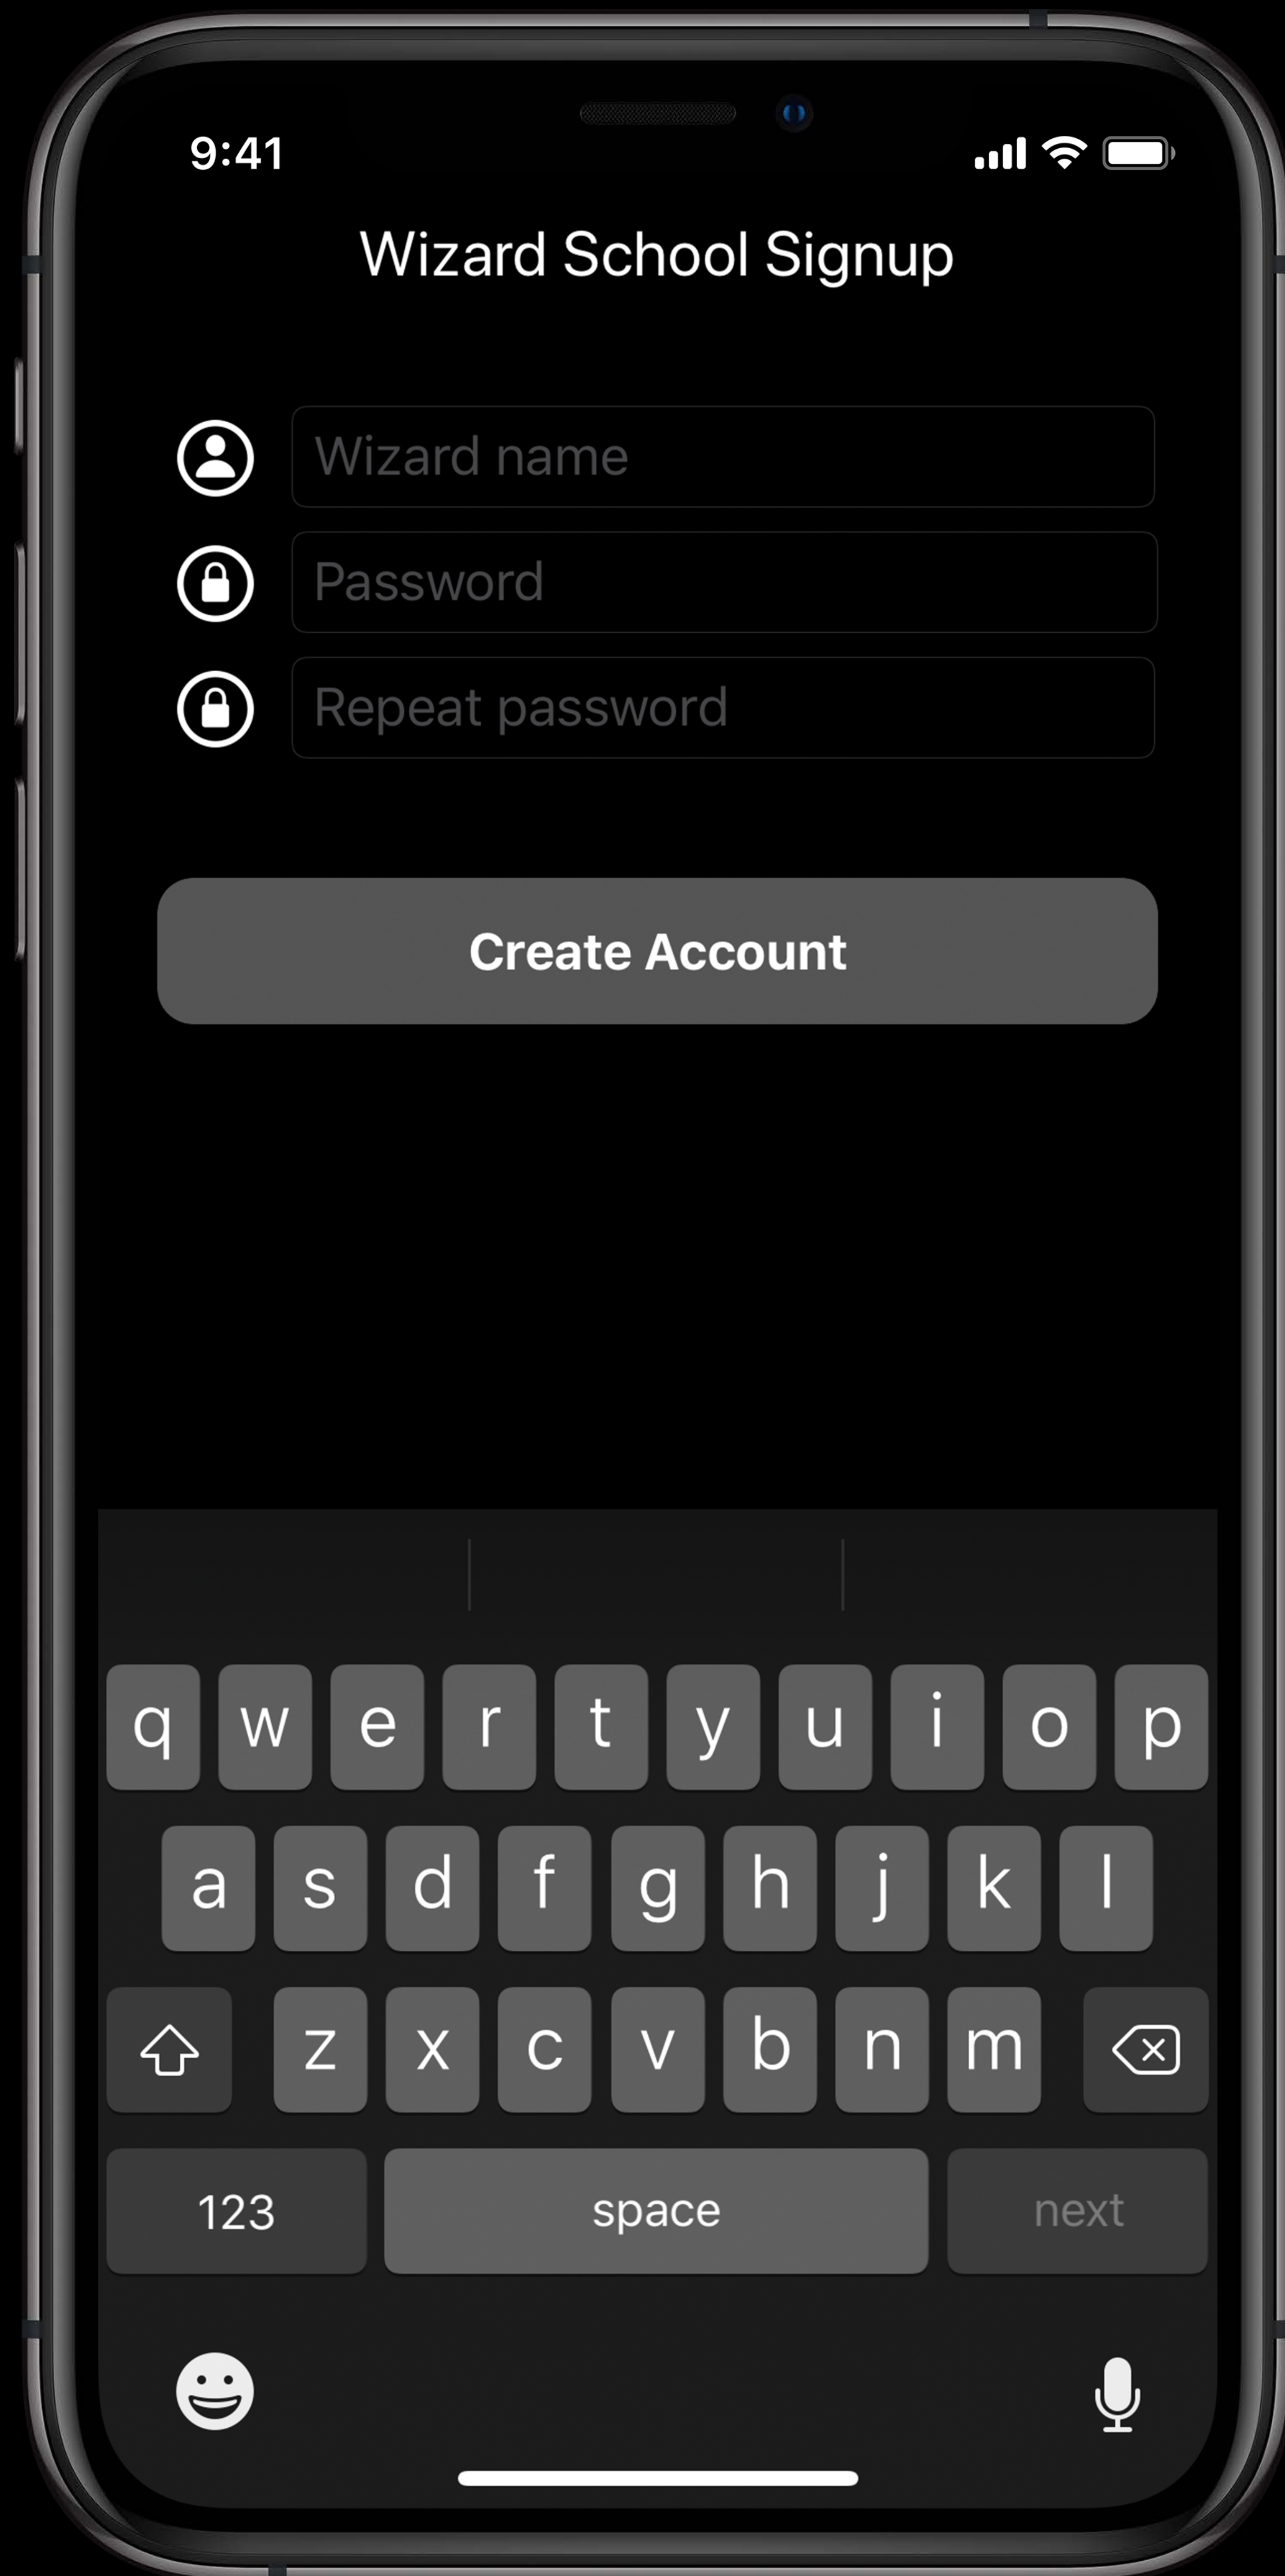 9:41
Wizard School Signup
Wizard name
Password
Repeat password
Create Account
q w e r t y u i o p
a s d f g h j k l
z x c v b n m
123 space next